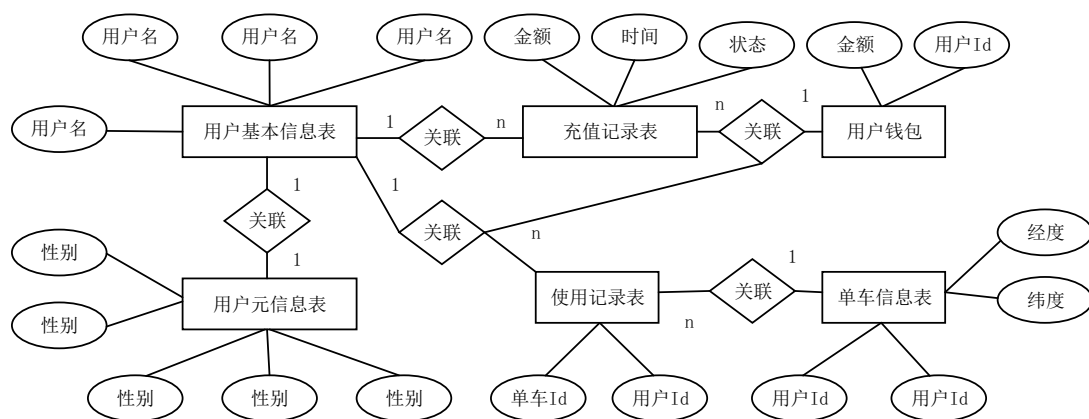 用户名
用户名
用户名
金额
时间
状态
金额
用户Id
用户名
用户基本信息表
1
关联
n
充值记录表
n
关联
1
用户钱包
1
1
关联
关联
n
性别
1
经度
用户元信息表
使用记录表
n
关联
1
单车信息表
纬度
性别
性别
性别
性别
单车Id
用户Id
用户Id
用户Id